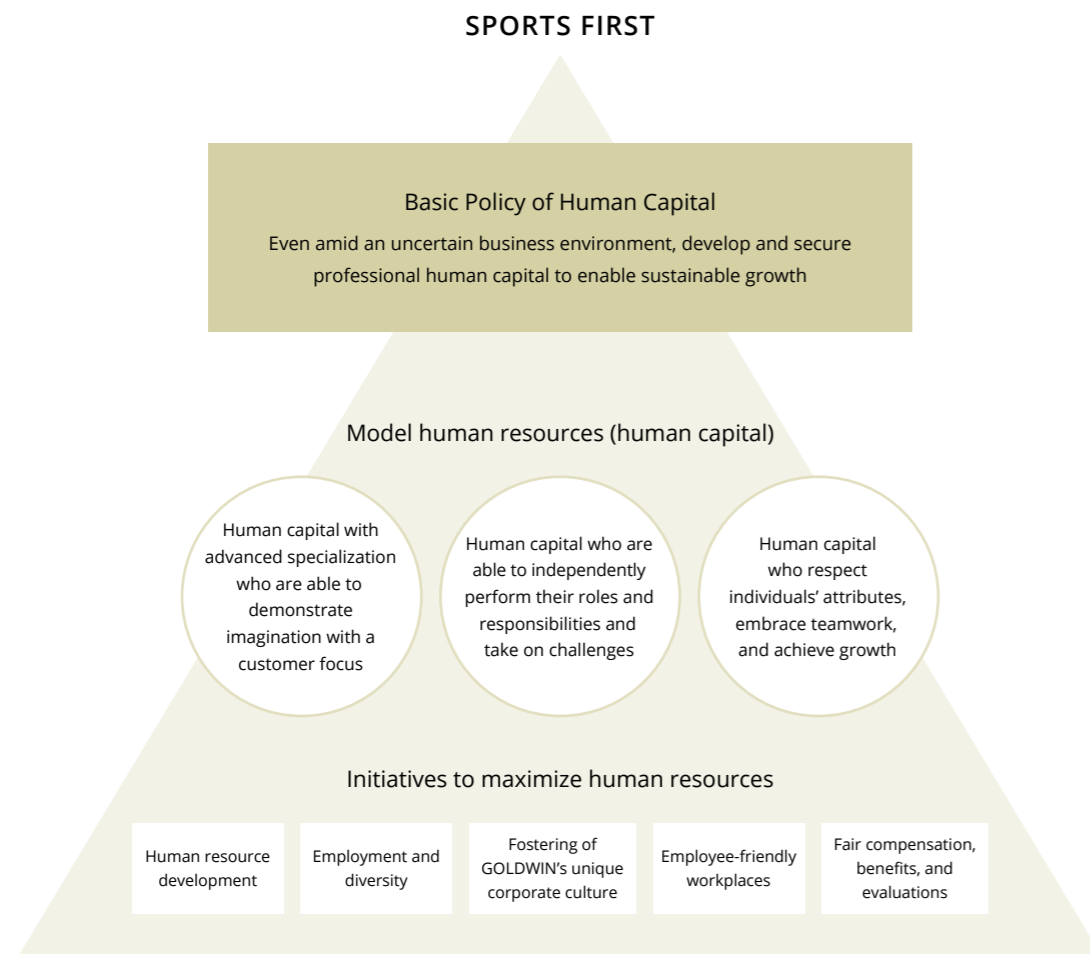 SPORTS FIRST
Basic Policy of Human Capital
Even amid an uncertain business environment, develop and secure
professional human capital to enable sustainable growth
Model human resources (human capital)
Human capital with
advanced specialization
who are able to
demonstrate
imagination with a
customer focus
Human capital who are
able to independently
perform their roles and
responsibilities and
take on challenges
Human capital
who respect
individuals’ attributes,
embrace teamwork,
and achieve growth
Initiatives to maximize human resources
Human resource
development
Employment and
diversity
Fostering of
GOLDWIN’s unique
corporate culture
Employee-friendly
workplaces
Fair compensation,
benefits, and
evaluations